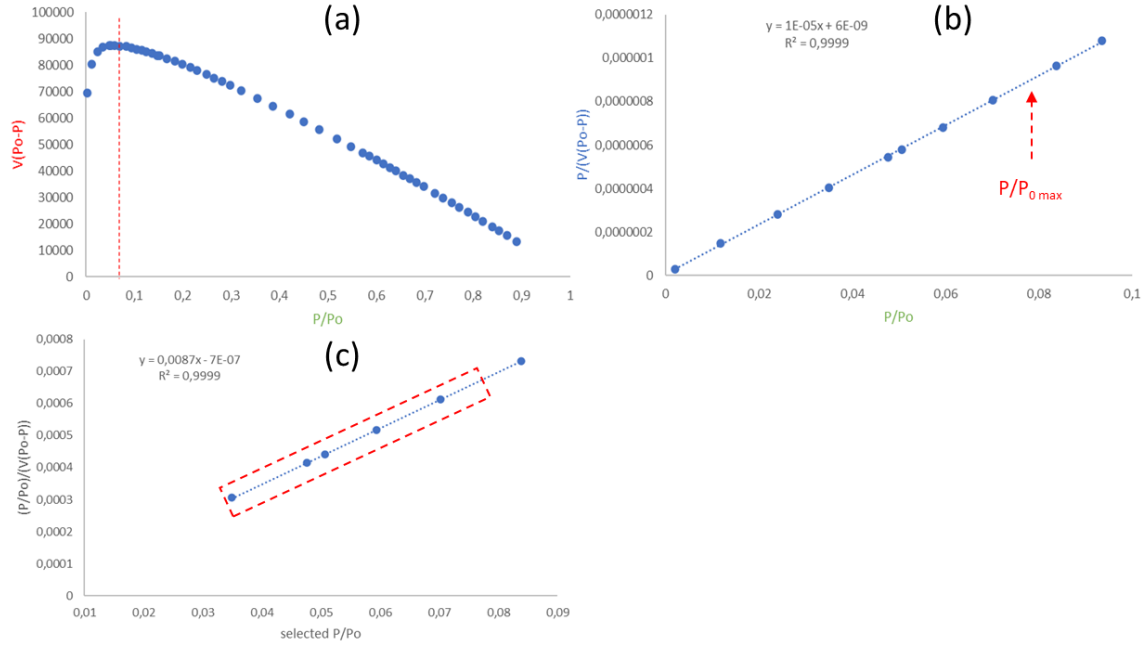 (a)
100000
90000
80000
70000
60000
50000
40000
30000
20000
10000
0
V(Po-P)
0 0,1 0,2 0,3 0,4 0,5 0,6 0,7 0,8 0,9 1
P/Po
(b)
y = 1E-05x + 6E-09
R² = 0,9999
0,0000012
0,000001
0,0000008
0,0000006
0,0000004
0,0000002
0
P/(V(Po-P))
P/P0 max
0 0,02 0,04 0,06 0,08 0,1
P/Po
(c)
y = 0,0087x - 7E-07
R² = 0,9999
0,0008
0,0007
0,0006
0,0005
0,0004
0,0003
0,0002
0,0001
0
(P/Po)/(V(Po-P))
0,01 0,02 0,03 0,04 0,05 0,06 0,07 0,08 0,09
selected P/Po